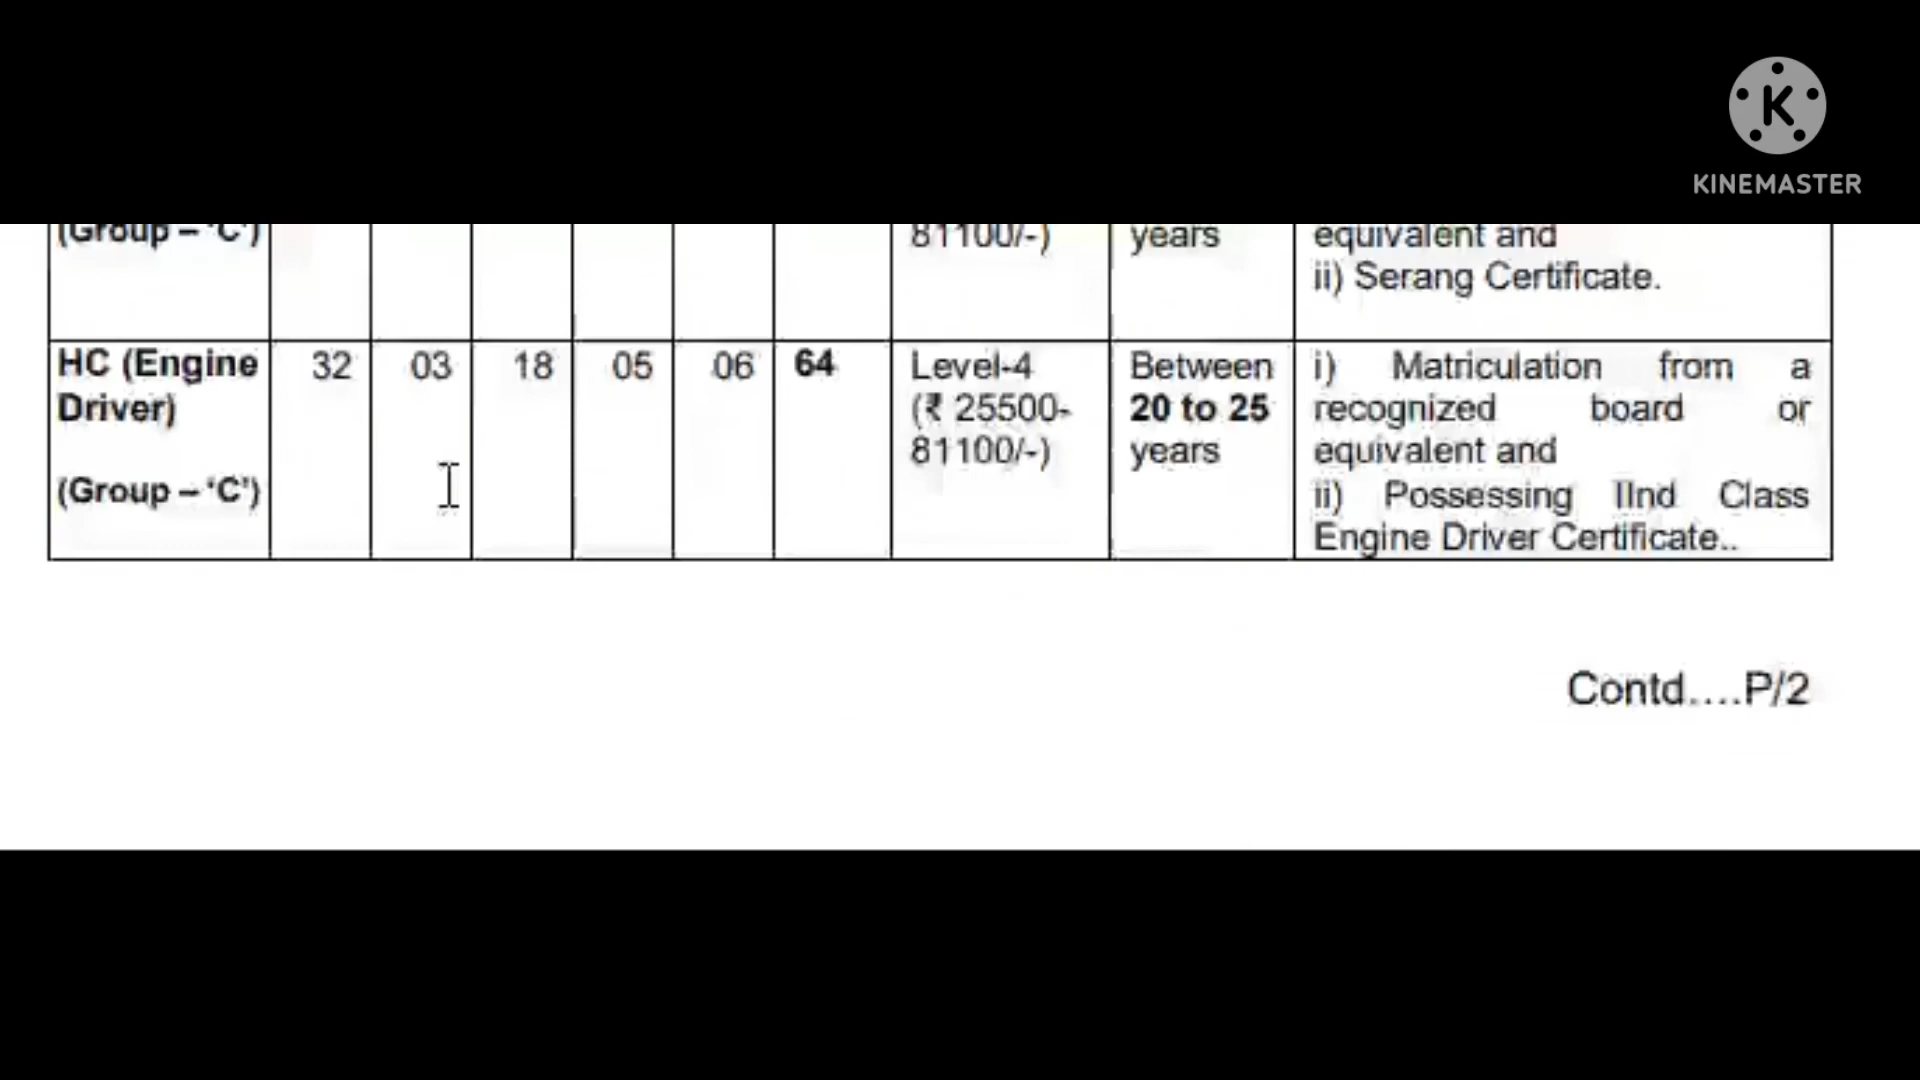 K
KINEMASTER
(Group – ‘C’)
81100/-)
years
equivalent and
ii) Serang Certificate.
HC (Engine
Driver)
(Group – ‘C’)
32
03
18
05
06
64
Level-4
(₹ 25500-
81100/-)
Between
20 to 25
years
i) Matriculation from a
recognized board or
equivalent and
ii) Possessing IInd Class
Engine Driver Certificate..
Contd....P/2